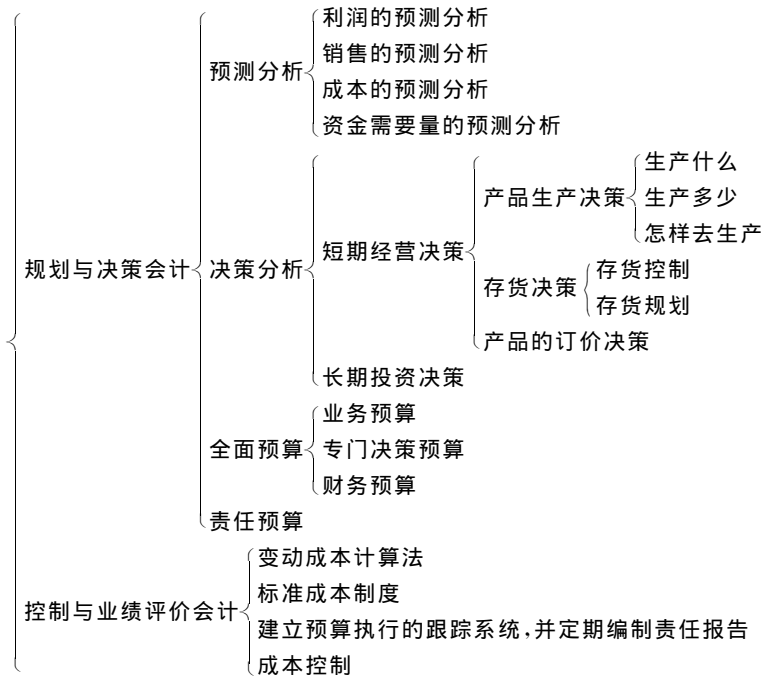 规划与决策会计
预测分析
利润的预测分析
销售的预测分析
成本的预测分析
资金需要量的预测分析
决策分析
短期经营决策
产品生产决策
生产什么
生产多少
怎样去生产
存货决策
存货控制
存货规划
产品的订价决策
长期投资决策
全面预算
业务预算
专门决策预算
财务预算
责任预算
控制与业绩评价会计
变动成本计算法
标准成本制度
建立预算执行的跟踪系统,并定期编制责任报告
成本控制